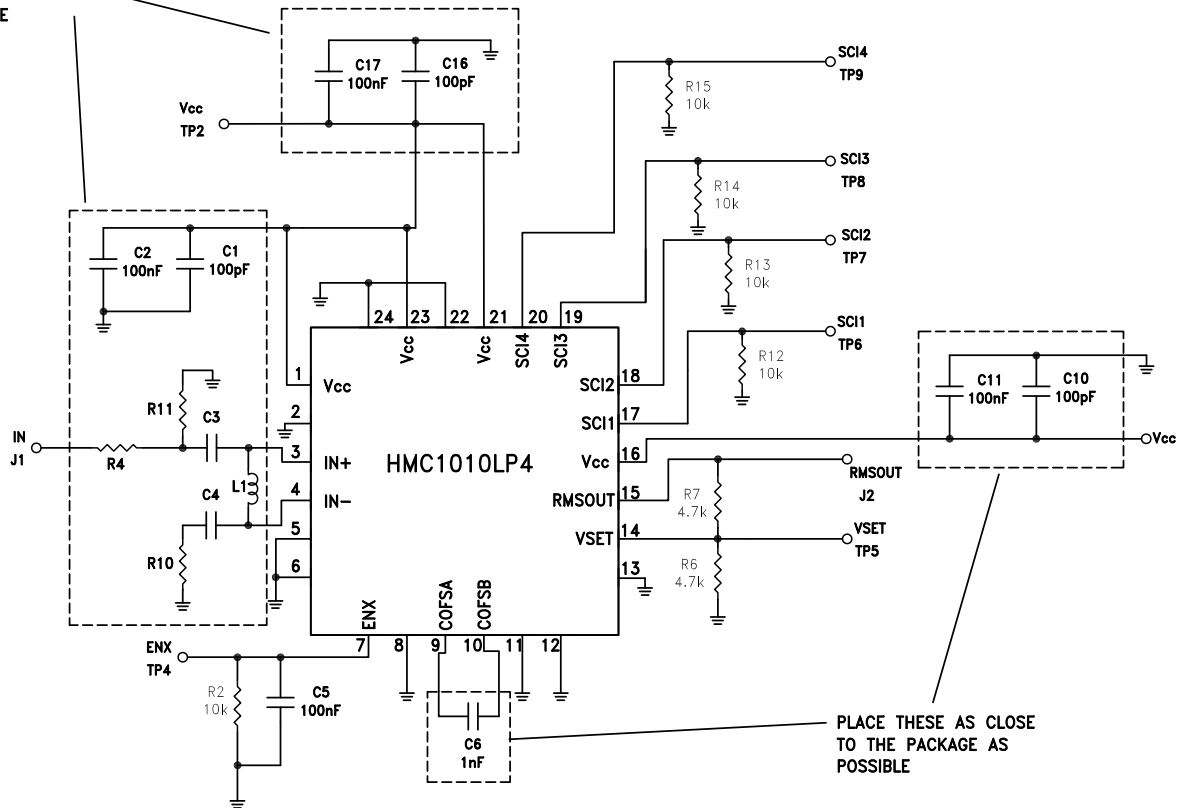 E
C17
100nF
C16
100pF
Vcc
TP2
SCI4
TP9
R15
10k
SCI3
TP8
R14
10k
SCI2
TP7
R13
10k
SCI1
TP6
R12
10k
C2
100nF
C1
100pF
24
23
22
21
20
19
Vcc
Vcc
SCI4
SCI3
1
Vcc
2
3
IN+
4
IN-
5
6
HMC1010LP4
SCI2
18
SCI1
17
Vcc
16
RMSOUT
15
VSET
14
13
C11
100nF
C10
100pF
Vcc
RMSOUT
J2
R7
4.7k
VSET
TP5
R6
4.7k
R11
C3
IN
J1
R4
L1
C4
R10
ENX
COFSA
COFSB
7
8
9
10
11
12
ENX
TP4
R2
10k
C5
100nF
C6
1nF
PLACE THESE AS CLOSE
TO THE PACKAGE AS
POSSIBLE